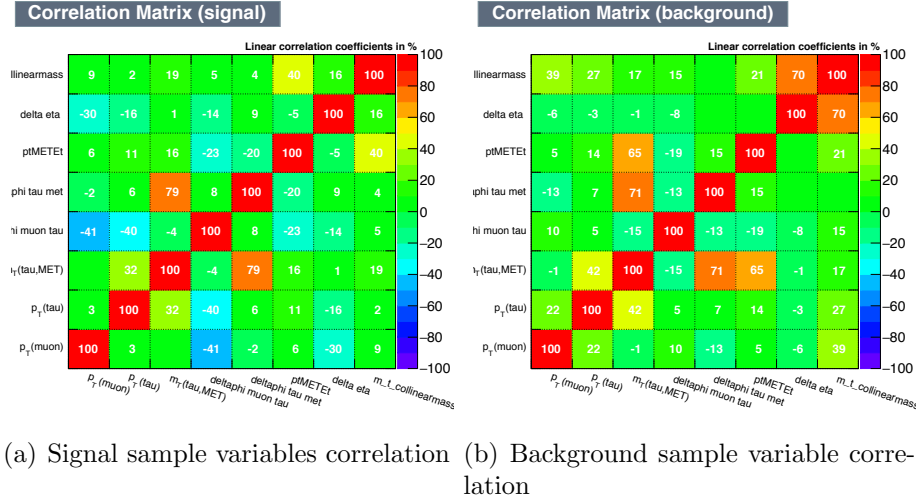 Correlation Matrix (signal)
Linear correlation coefficients in %
llinearmass 9 2 19 5 4 40 16 100
delta eta -30 -16 1 -14 9 -5 100 16
ptMETEt 6 11 16 -23 -20 100 -5 40
phi tau met -2 6 79 8 100 -20 9 4
hi muon tau -41 -40 -4 100 8 -23 -14 5
T(tau,MET) 32 100 -4 79 16 1 19
pT(tau) 3 100 32 -40 6 11 -16 2
pT(muon) 100 3 -41 -2 6 -30 9
pT(muon) pT(tau) mT(tau,MET) deltaphi muon tau deltaphi tau met ptMETEt delta eta m_t_collinearmass
100
80
60
40
20
0
−20
−40
−60
−80
−100
(a) Signal sample variables correlation
Correlation Matrix (background)
Linear correlation coefficients in %
llinearmass 39 27 17 15 21 70 100
delta eta -6 -3 -1 -8 100 70
ptMETEt 5 14 65 -19 15 100 21
phi tau met -13 7 71 -13 100 15
hi muon tau 10 5 -15 100 -13 -19 -8 15
T(tau,MET) -1 42 100 -15 71 65 -1 17
pT(tau) 22 100 42 5 7 14 -3 27
pT(muon) 100 22 -1 10 -13 5 -6 39
pT(muon) pT(tau) mT(tau,MET) deltaphi muon tau deltaphi tau met ptMETEt delta eta m_t_collinearmass
100
80
60
40
20
0
−20
−40
−60
−80
−100
(b) Background sample variable corre-
lation